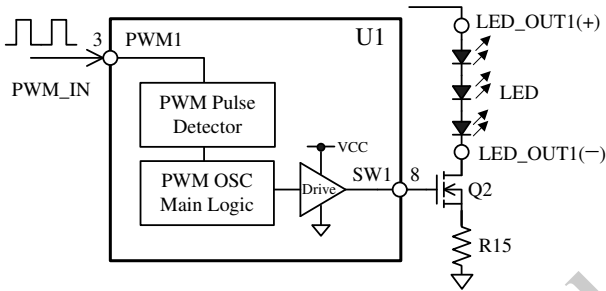 U1
LED_OUT1(+)
3
PWM1
PWM_IN
PWM Pulse
Detector
LED
PWM OSC
Main Logic
VCC
Drive
SW1
8
LED_OUT1(—)
Q2
R15